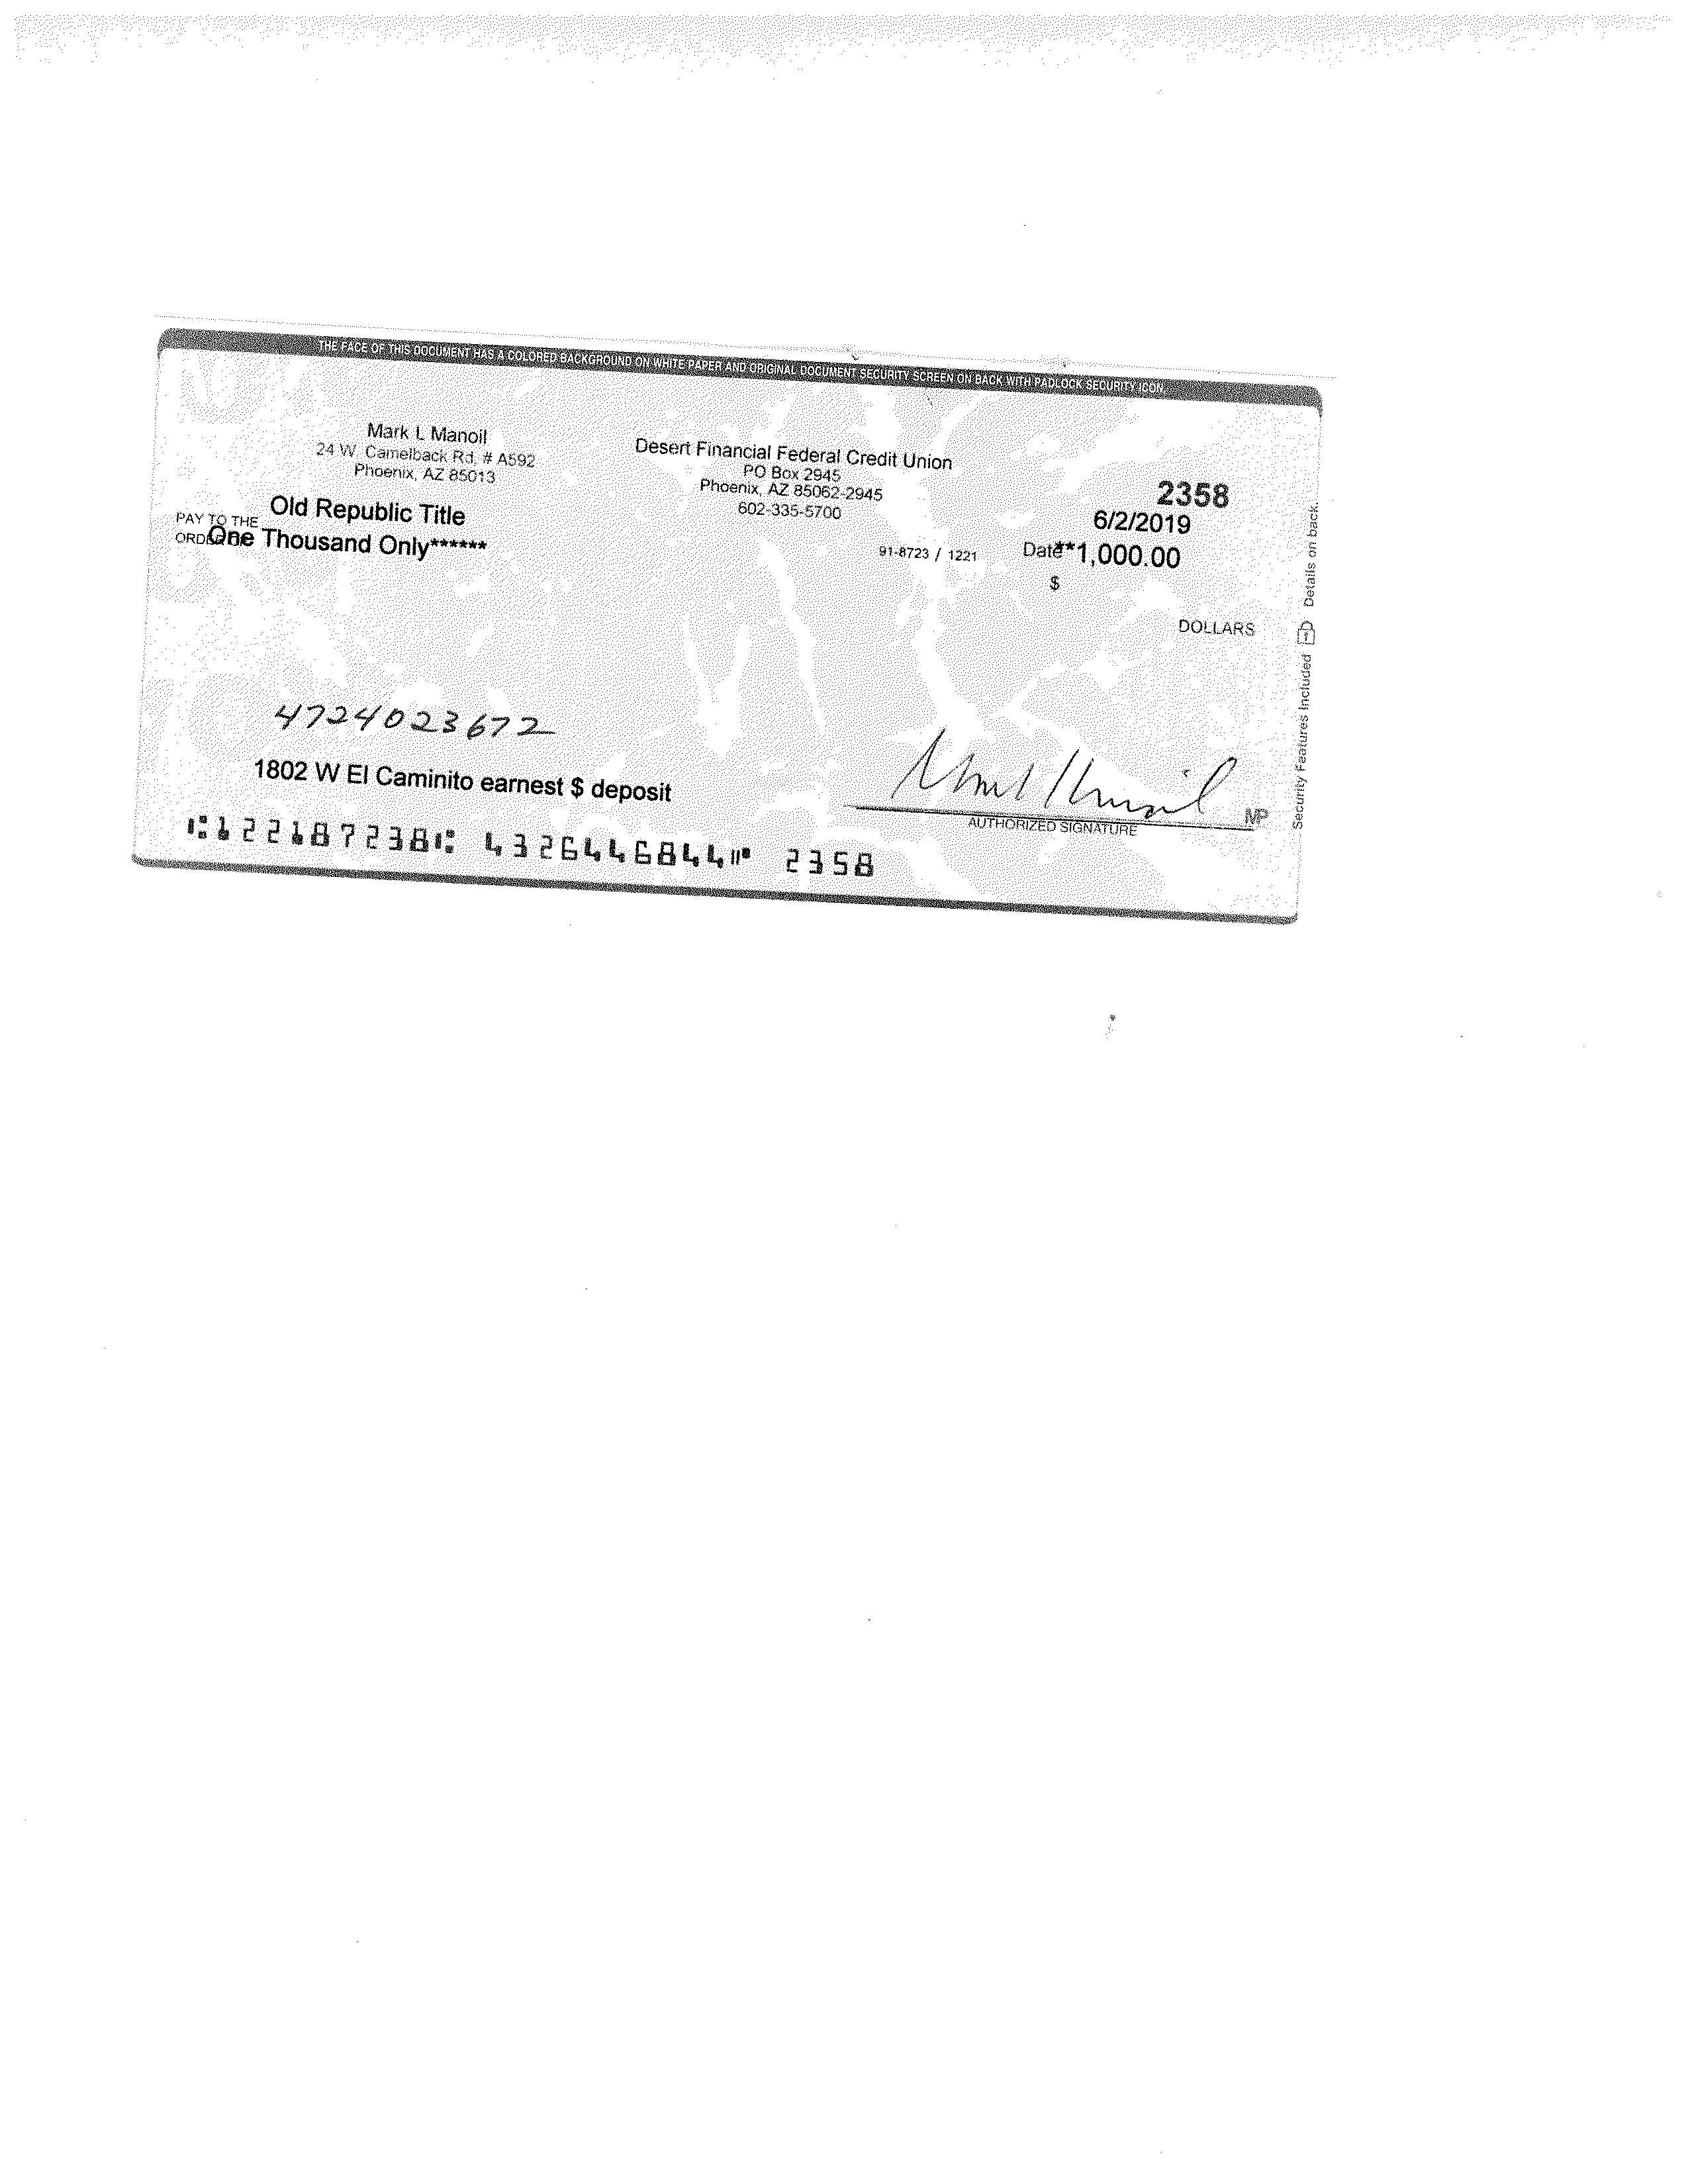 THE FACE OF THIS DOCUMENT HAS A COLORED BACKGROUND ON WHITE PAPER AND ORIGINAL DOCUMENT SECURITY SCREEN ON BACK WITH PADLOCK SECURITY ICON.
Mark L Manoil
24 W. Camelback Rd. # A592
Phoenix, AZ 85013
Desert Financial Federal Credit Union
PO Box 2945
Phoenix, AZ 85062-2945
602-335-5700
2358
6/2/2019
PAY TO THE
ORDER OF
Old Republic Title
One Thousand Only******
91-8723 / 1221
Date
**1,000.00
$
DOLLARS
Security Features Included Details on back.
4724023672
1802 W El Caminito earnest $ deposit
AUTHORIZED SIGNATURE
MP
⑆122187238⑆ 4326446844⑈ 2358